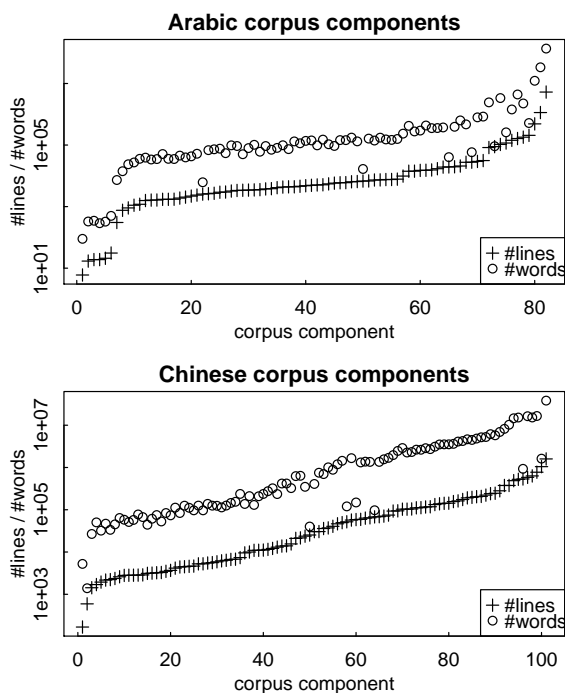 Arabic corpus components
#lines / #words
1e+05
1e+01
+ #lines
○ #words
0 20 40 60 80
corpus component
Chinese corpus components
#lines / #words
1e+07
1e+05
1e+03
+ #lines
○ #words
0 20 40 60 80 100
corpus component